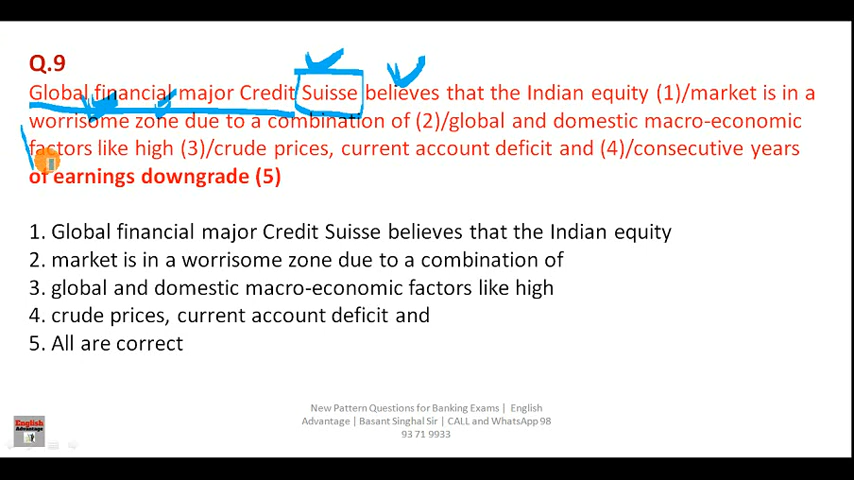 Q.9
Global financial major Credit Suisse believes that the Indian equity (1)/market is in a
worrisome zone due to a combination of (2)/global and domestic macro-economic
factors like high (3)/crude prices, current account deficit and (4)/consecutive years
of earnings downgrade (5)
1. Global financial major Credit Suisse believes that the Indian equity
2. market is in a worrisome zone due to a combination of
3. global and domestic macro-economic factors like high
4. crude prices, current account deficit and
5. All are correct
New Pattern Questions for Banking Exams | English
Advantage | Basant Singhal Sir | CALL and WhatsApp 98
93 71 9933
English
Advantage